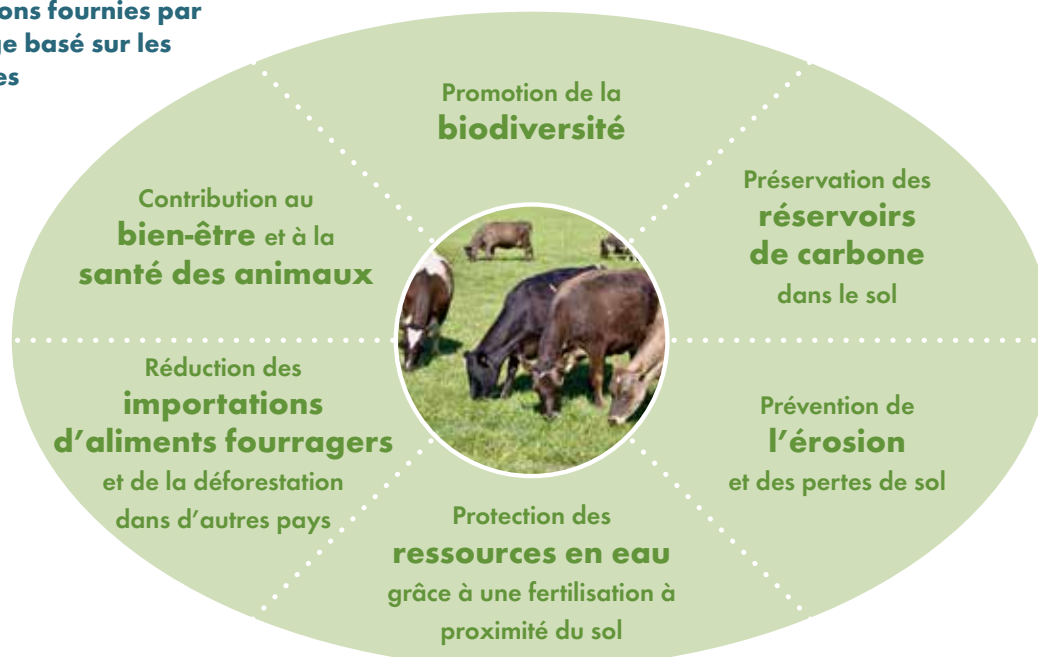 ons fournies par
ge basé sur les
es
Promotion de la
biodiversité
Préservation des
réservoirs
de carbone
dans le sol
Contribution au
bien-être et à la
santé des animaux
Réduction des
importations
d’aliments fourragers
et de la déforestation
dans d’autres pays
Prévention de
l’érosion
et des pertes de sol
Protection des
ressources en eau
grâce à une fertilisation à
proximité du sol